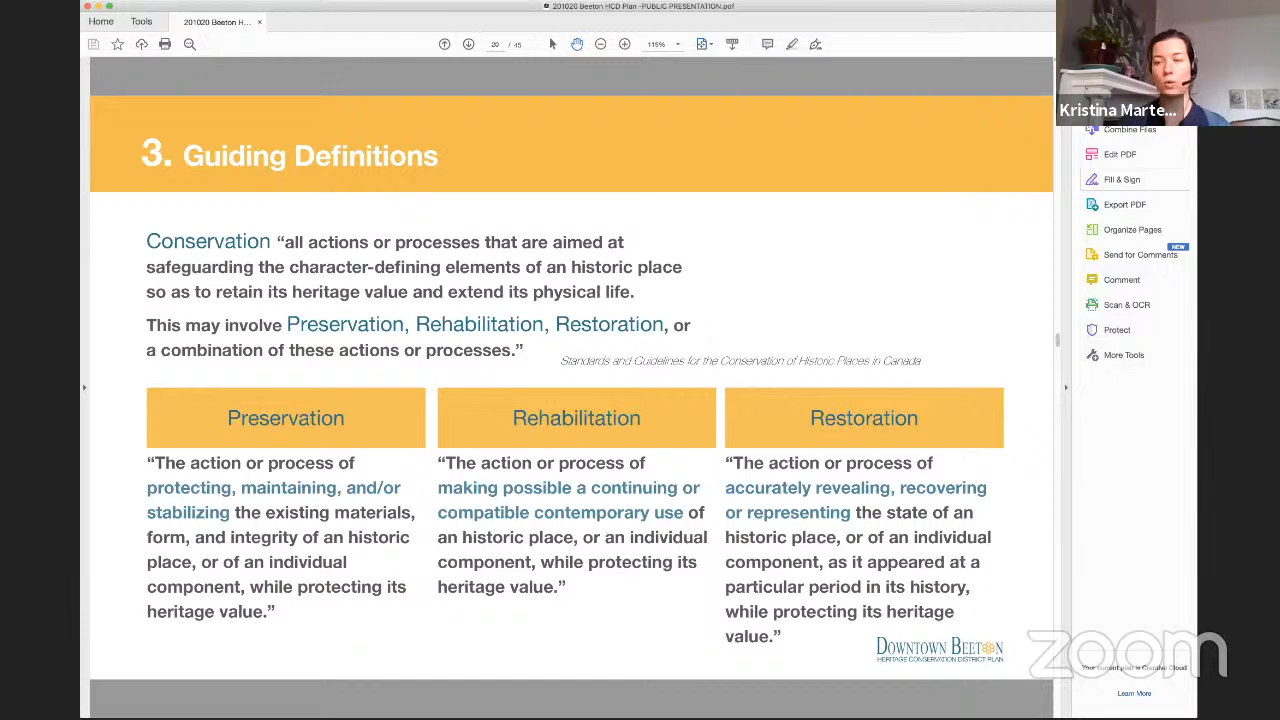 201020 Beeton HCD Plan -PUBLIC PRESENTATION.pdf
Home Tools 201020 Beeton H... ×
20 / 45 115%
Kristina Marte...
Combine Files
Edit PDF
Fill & Sign
Export PDF
Organize Pages
NEW
Send for Comments
Comment
Scan & OCR
Protect
More Tools
3. Guiding Definitions
Conservation “all actions or processes that are aimed at
safeguarding the character-defining elements of an historic place
so as to retain its heritage value and extend its physical life.
This may involve Preservation, Rehabilitation, Restoration, or
a combination of these actions or processes.”
Standards and Guidelines for the Conservation of Historic Places in Canada
Preservation
“The action or process of
protecting, maintaining, and/or
stabilizing the existing materials,
form, and integrity of an historic
place, or of an individual
component, while protecting its
heritage value.”
Rehabilitation
“The action or process of
making possible a continuing or
compatible contemporary use of
an historic place, or an individual
component, while protecting its
heritage value.”
Restoration
“The action or process of
accurately revealing, recovering
or representing the state of an
historic place, or of an individual
component, as it appeared at a
particular period in its history,
while protecting its heritage
value.”
DOWNTOWN BEETON
HERITAGE CONSERVATION DISTRICT PLAN
zoom
Your current plan is Creative Cloud
Learn More